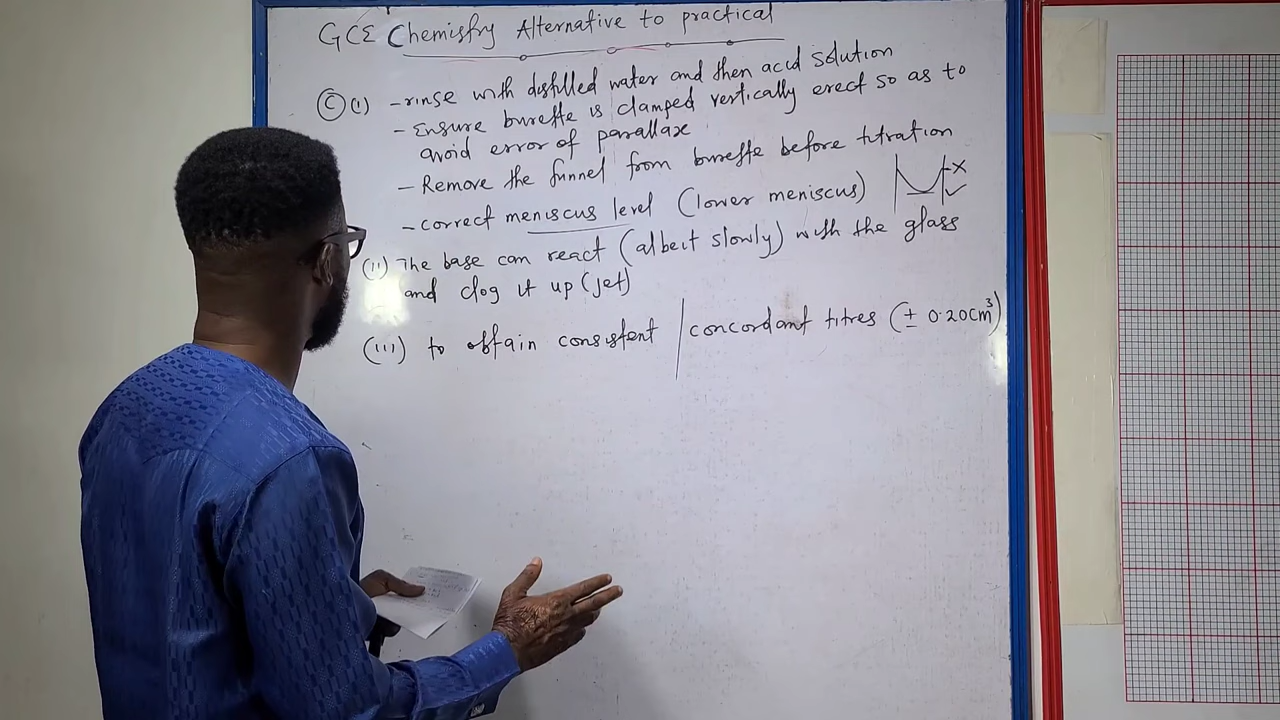 GCE Chemistry Alternative to practical
(C) (i) - rinse with distilled water and then acid solution
- Ensure burette is clamped vertically erect so as to
avoid error of parallax
- Remove the funnel from burette before titration
- correct meniscus level (lower meniscus) x ✓
(ii) The base can react (albeit slowly) with the glass
and clog it up (jet)
(iii) to obtain consistent / concordant titres (± 0.20cm³)